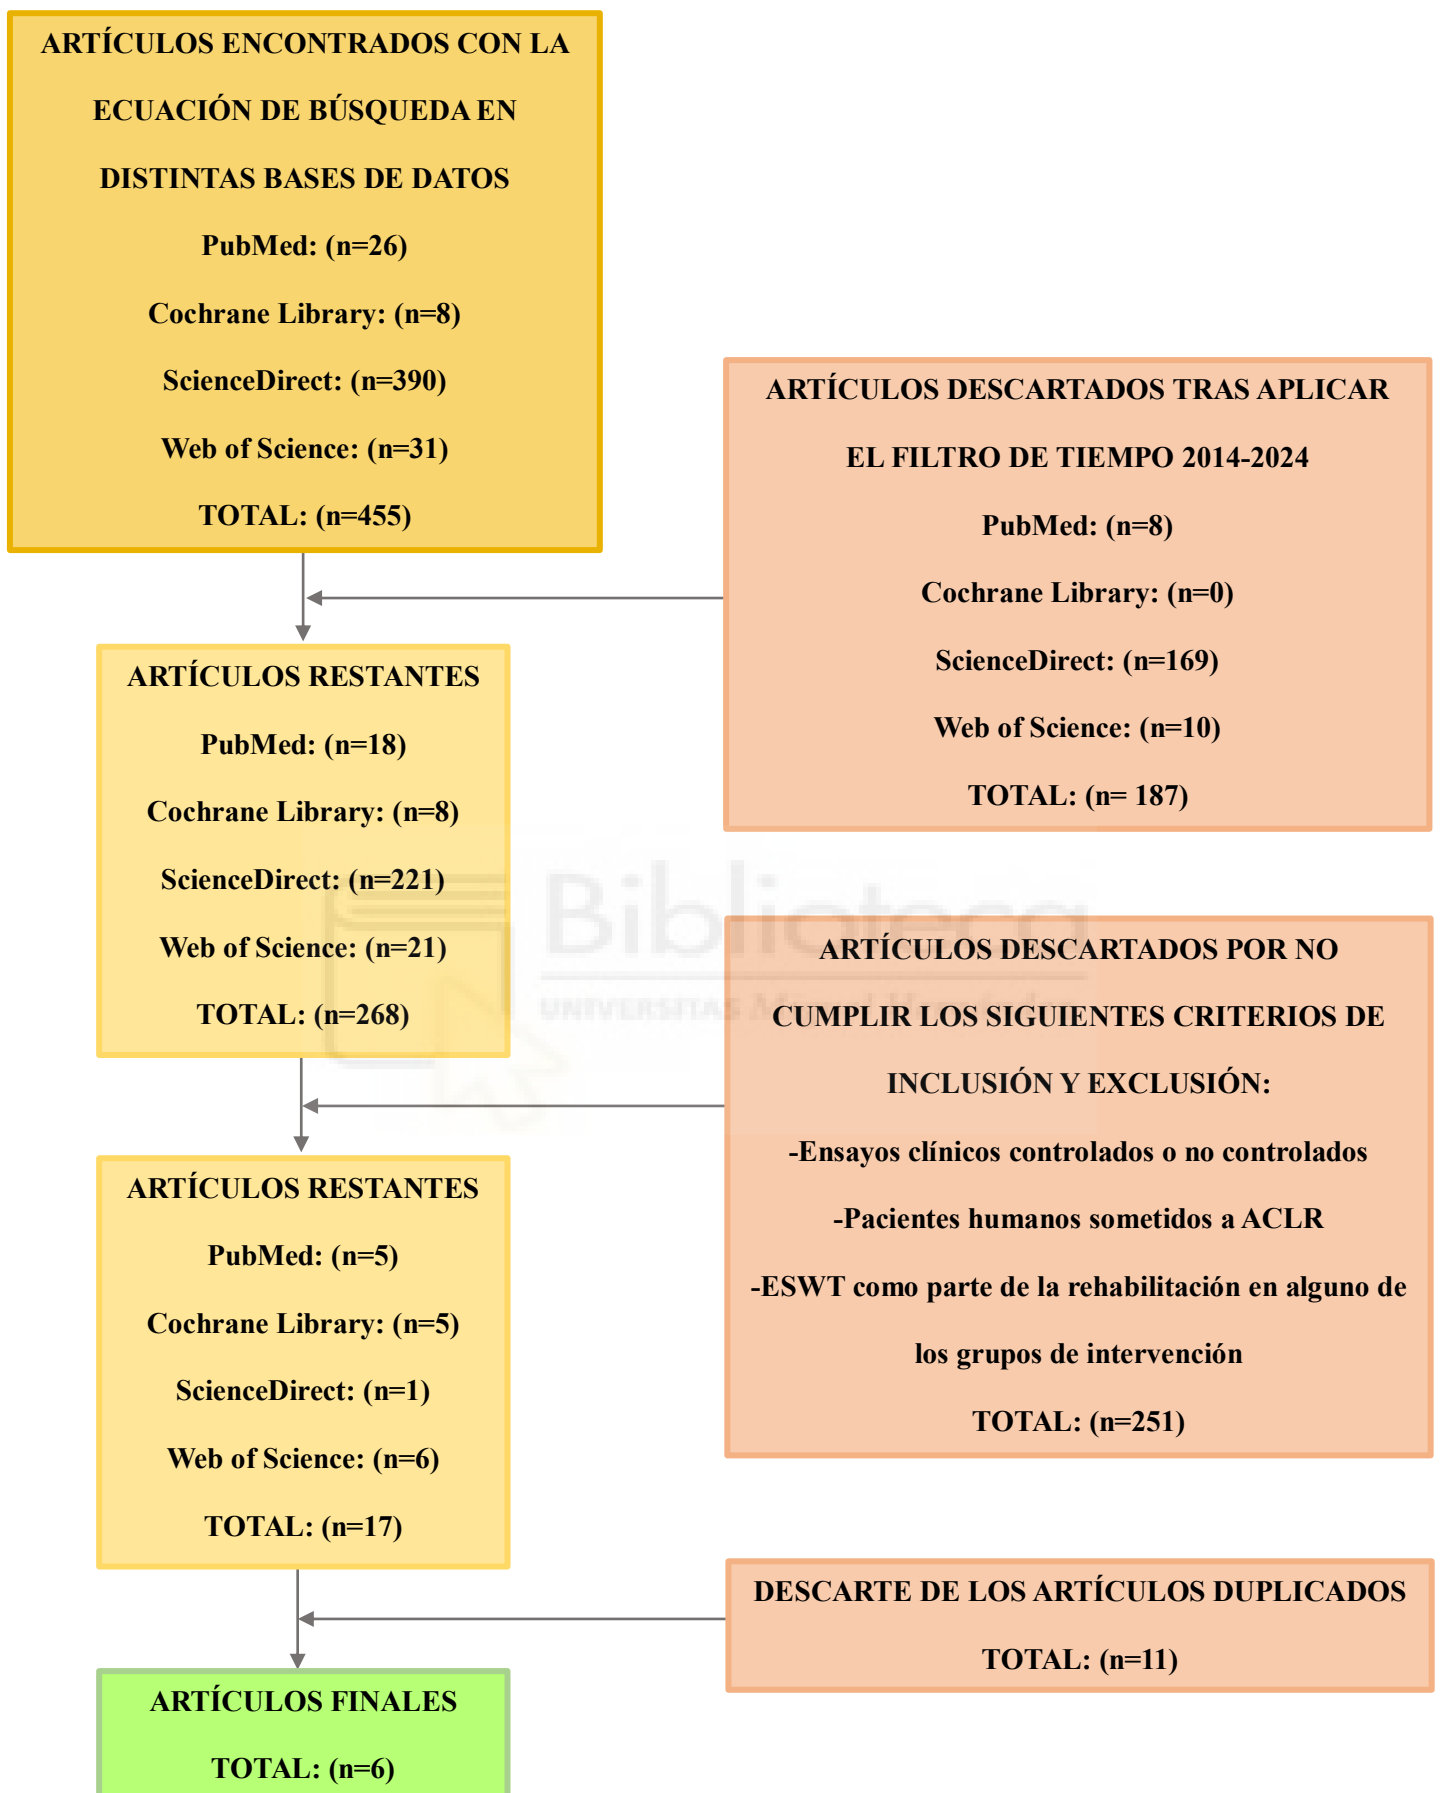 ARTÍCULOS ENCONTRADOS CON LA
ECUACIÓN DE BÚSQUEDA EN
DISTINTAS BASES DE DATOS
PubMed: (n=26)
Cochrane Library: (n=8)
ScienceDirect: (n=390)
Web of Science: (n=31)
TOTAL: (n=455)
ARTÍCULOS DESCARTADOS TRAS APLICAR
EL FILTRO DE TIEMPO 2014-2024
PubMed: (n=8)
Cochrane Library: (n=0)
ScienceDirect: (n=169)
Web of Science: (n=10)
TOTAL: (n= 187)
ARTÍCULOS RESTANTES
PubMed: (n=18)
Cochrane Library: (n=8)
ScienceDirect: (n=221)
Web of Science: (n=21)
TOTAL: (n=268)
Biblioteca
UNIVERSITAS Miguel Hernández
ARTÍCULOS DESCARTADOS POR NO
CUMPLIR LOS SIGUIENTES CRITERIOS DE
INCLUSIÓN Y EXCLUSIÓN:
-Ensayos clínicos controlados o no controlados
-Pacientes humanos sometidos a ACLR
-ESWT como parte de la rehabilitación en alguno de
los grupos de intervención
TOTAL: (n=251)
ARTÍCULOS RESTANTES
PubMed: (n=5)
Cochrane Library: (n=5)
ScienceDirect: (n=1)
Web of Science: (n=6)
TOTAL: (n=17)
DESCARTE DE LOS ARTÍCULOS DUPLICADOS
TOTAL: (n=11)
ARTÍCULOS FINALES
TOTAL: (n=6)